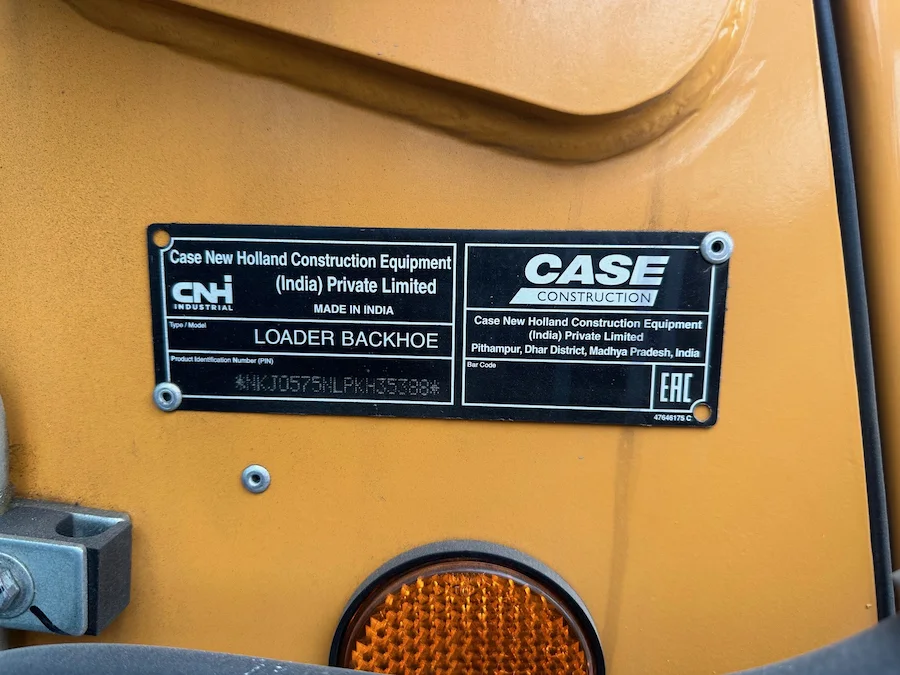 Case New Holland Construction Equipment
(India) Private Limited
CNH
INDUSTRIAL
MADE IN INDIA
Type / Model
LOADER BACKHOE
Product Identification Number (PIN)
*NKJ0575NLPKH35388*
CASE
CONSTRUCTION
Case New Holland Construction Equipment
(India) Private Limited
Pithampur, Dhar District, Madhya Pradesh, India
Bar Code
EAC
47646175 C